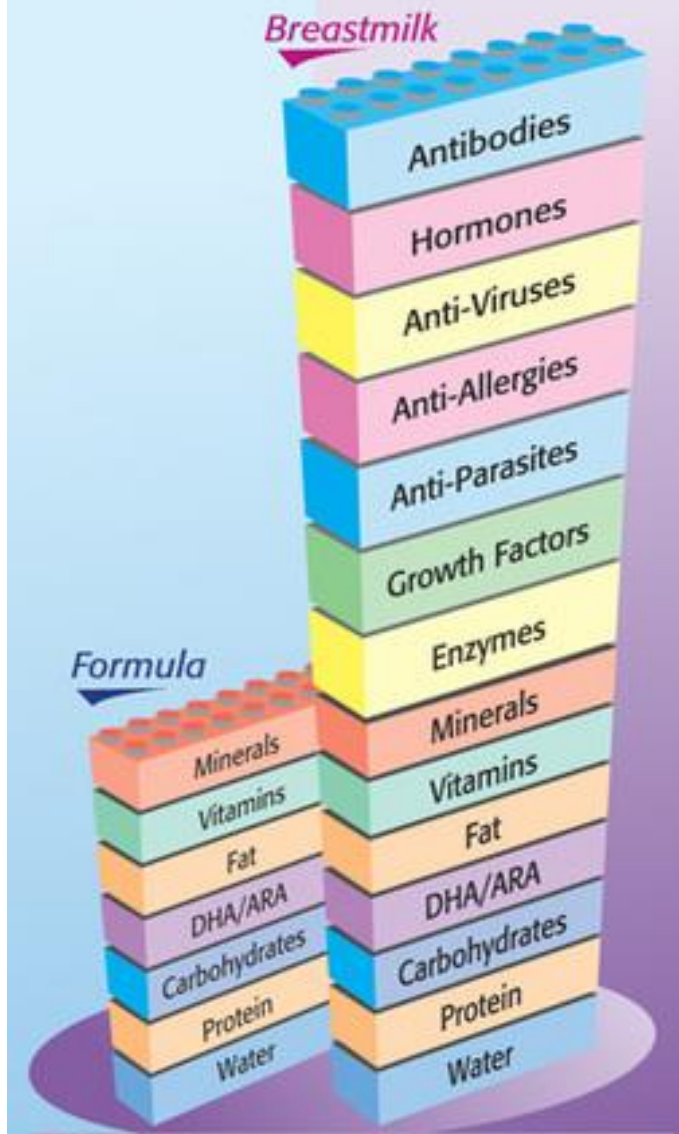 Breastmilk
Antibodies
Hormones
Anti-Viruses
Anti-Allergies
Anti-Parasites
Growth Factors
Enzymes
Minerals
Vitamins
Fat
DHA/ARA
Carbohydrates
Protein
Water
Formula
Minerals
Vitamins
Fat
DHA/ARA
Carbohydrates
Protein
Water